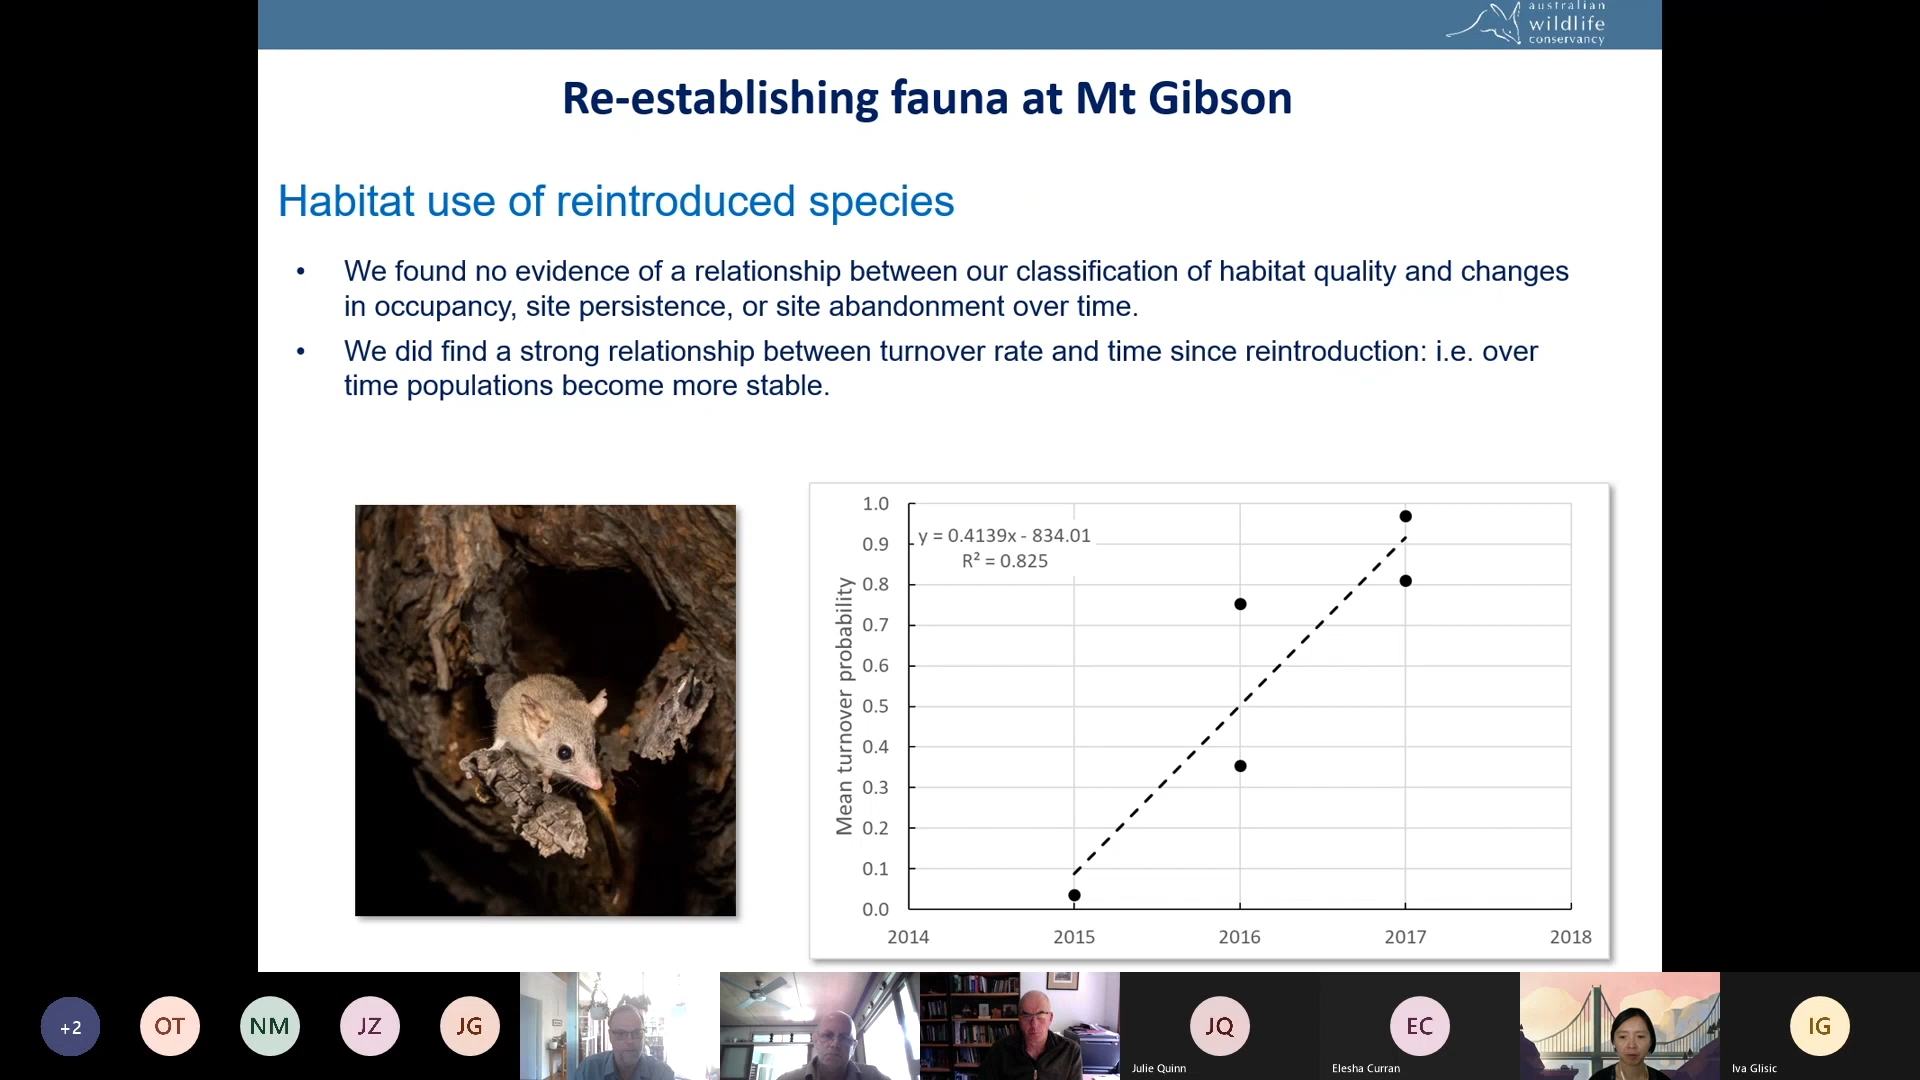 australian
wildlife
conservancy
Re-establishing fauna at Mt Gibson
Habitat use of reintroduced species
• We found no evidence of a relationship between our classification of habitat quality and changes
in occupancy, site persistence, or site abandonment over time.
• We did find a strong relationship between turnover rate and time since reintroduction: i.e. over
time populations become more stable.
y = 0.4139x - 834.01
R² = 0.825
Mean turnover probability
1.0
0.9
0.8
0.7
0.6
0.5
0.4
0.3
0.2
0.1
0.0
2014 2015 2016 2017 2018
+2 OT NM JZ JG JQ EC IG
Julie Quinn Elesha Curran Iva Glisic